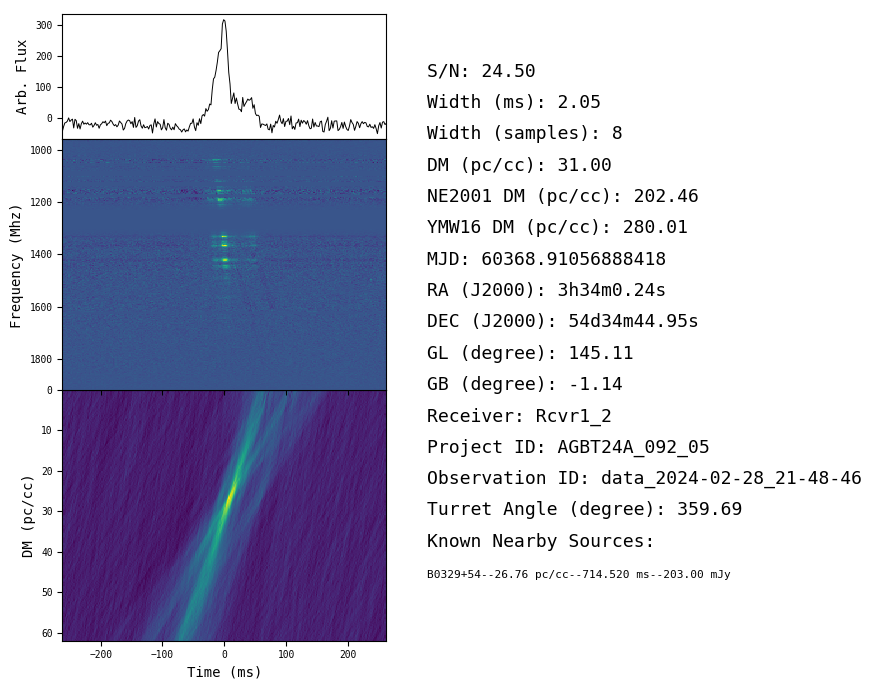 300
200
100
0
Arb. Flux
1000
1200
1400
1600
1800
Frequency (Mhz)
0
10
20
30
40
50
60
DM (pc/cc)
−200 −100 0 100 200
Time (ms)
S/N: 24.50
Width (ms): 2.05
Width (samples): 8
DM (pc/cc): 31.00
NE2001 DM (pc/cc): 202.46
YMW16 DM (pc/cc): 280.01
MJD: 60368.91056888418
RA (J2000): 3h34m0.24s
DEC (J2000): 54d34m44.95s
GL (degree): 145.11
GB (degree): -1.14
Receiver: Rcvr1_2
Project ID: AGBT24A_092_05
Observation ID: data_2024-02-28_21-48-46
Turret Angle (degree): 359.69
Known Nearby Sources:
B0329+54--26.76 pc/cc--714.520 ms--203.00 mJy